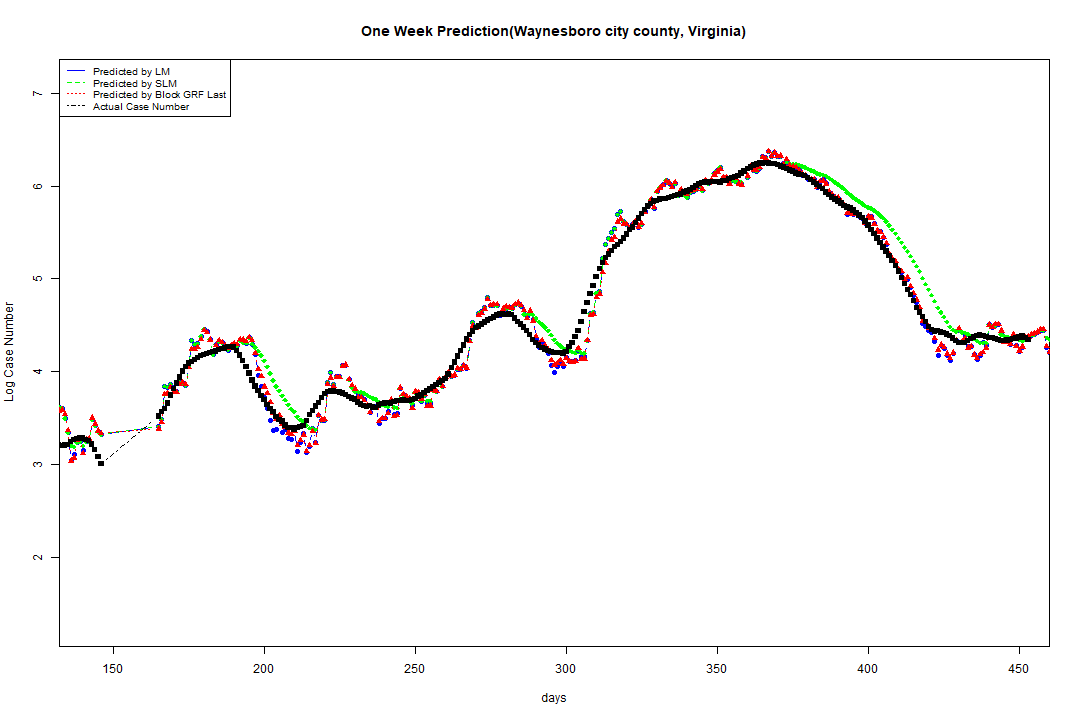 One Week Prediction(Waynesboro city county, Virginia)
Predicted by LM
Predicted by SLM
Predicted by Block GRF Last
Actual Case Number
Log Case Number
7
6
5
4
3
2
150 200 250 300 350 400 450
days